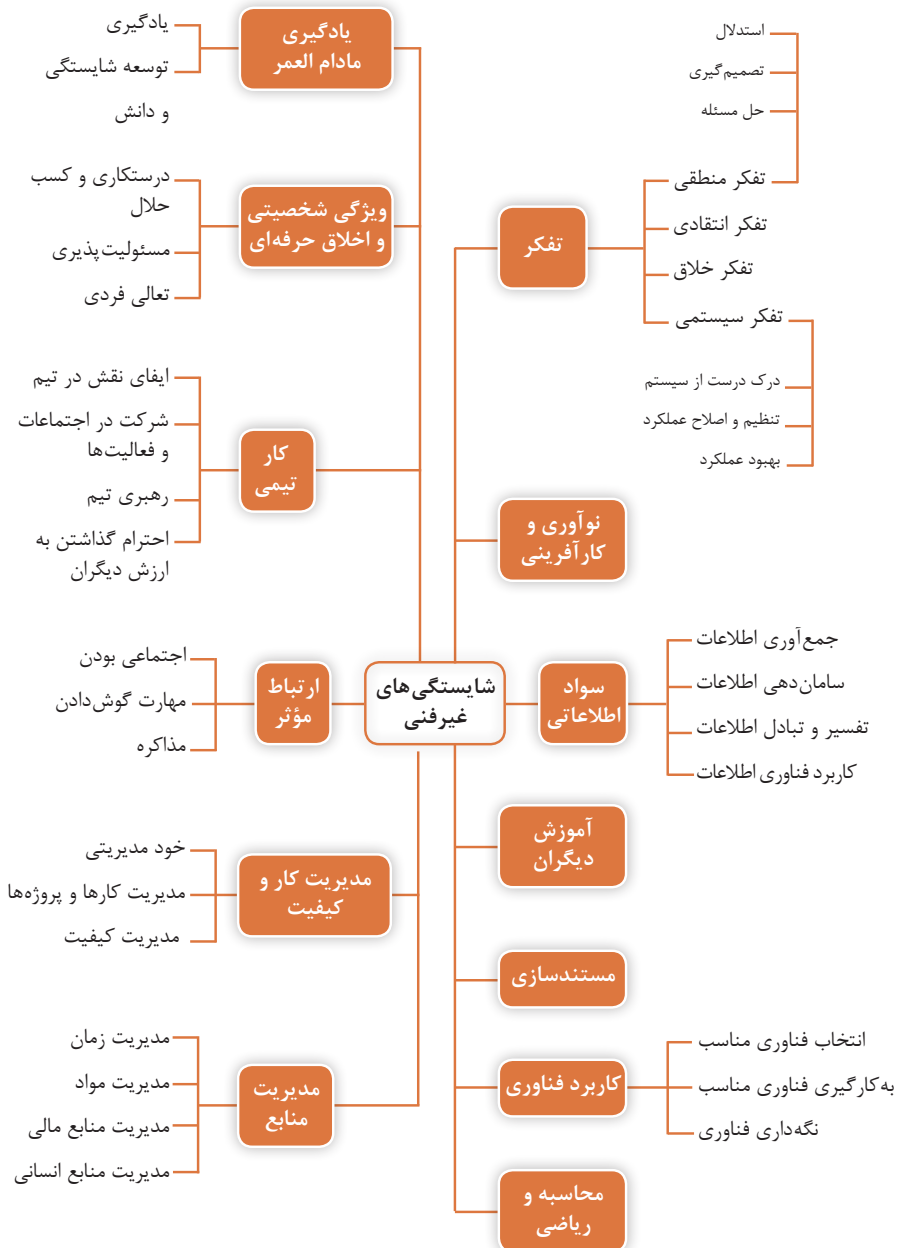 شایستگی‌های
غیرفنی
تفکر
تفکر منطقی
استدلال
تصمیم‌گیری
حل مسئله
تفکر انتقادی
تفکر خلاق
تفکر سیستمی
درک درست از سیستم
تنظیم و اصلاح عملکرد
بهبود عملکرد
نوآوری و
کارآفرینی
سواد
اطلاعاتی
جمع‌آوری اطلاعات
سامان‌دهی اطلاعات
تفسیر و تبادل اطلاعات
کاربرد فناوری اطلاعات
آموزش
دیگران
مستندسازی
کاربرد فناوری
انتخاب فناوری مناسب
به‌کارگیری فناوری مناسب
نگه‌داری فناوری
محاسبه و
ریاضی
یادگیری
مادام العمر
یادگیری
توسعه شایستگی
و دانش
ویژگی شخصیتی
و اخلاق حرفه‌ای
درستکاری و کسب
حلال
مسئولیت‌پذیری
تعالی فردی
کار
تیمی
ایفای نقش در تیم
شرکت در اجتماعات
و فعالیت‌ها
رهبری تیم
احترام گذاشتن به
ارزش دیگران
ارتباط
مؤثر
اجتماعی بودن
مهارت گوش‌دادن
مذاکره
مدیریت کار و
کیفیت
خود مدیریتی
مدیریت کارها و پروژه‌ها
مدیریت کیفیت
مدیریت
منابع
مدیریت زمان
مدیریت مواد
مدیریت منابع مالی
مدیریت منابع انسانی